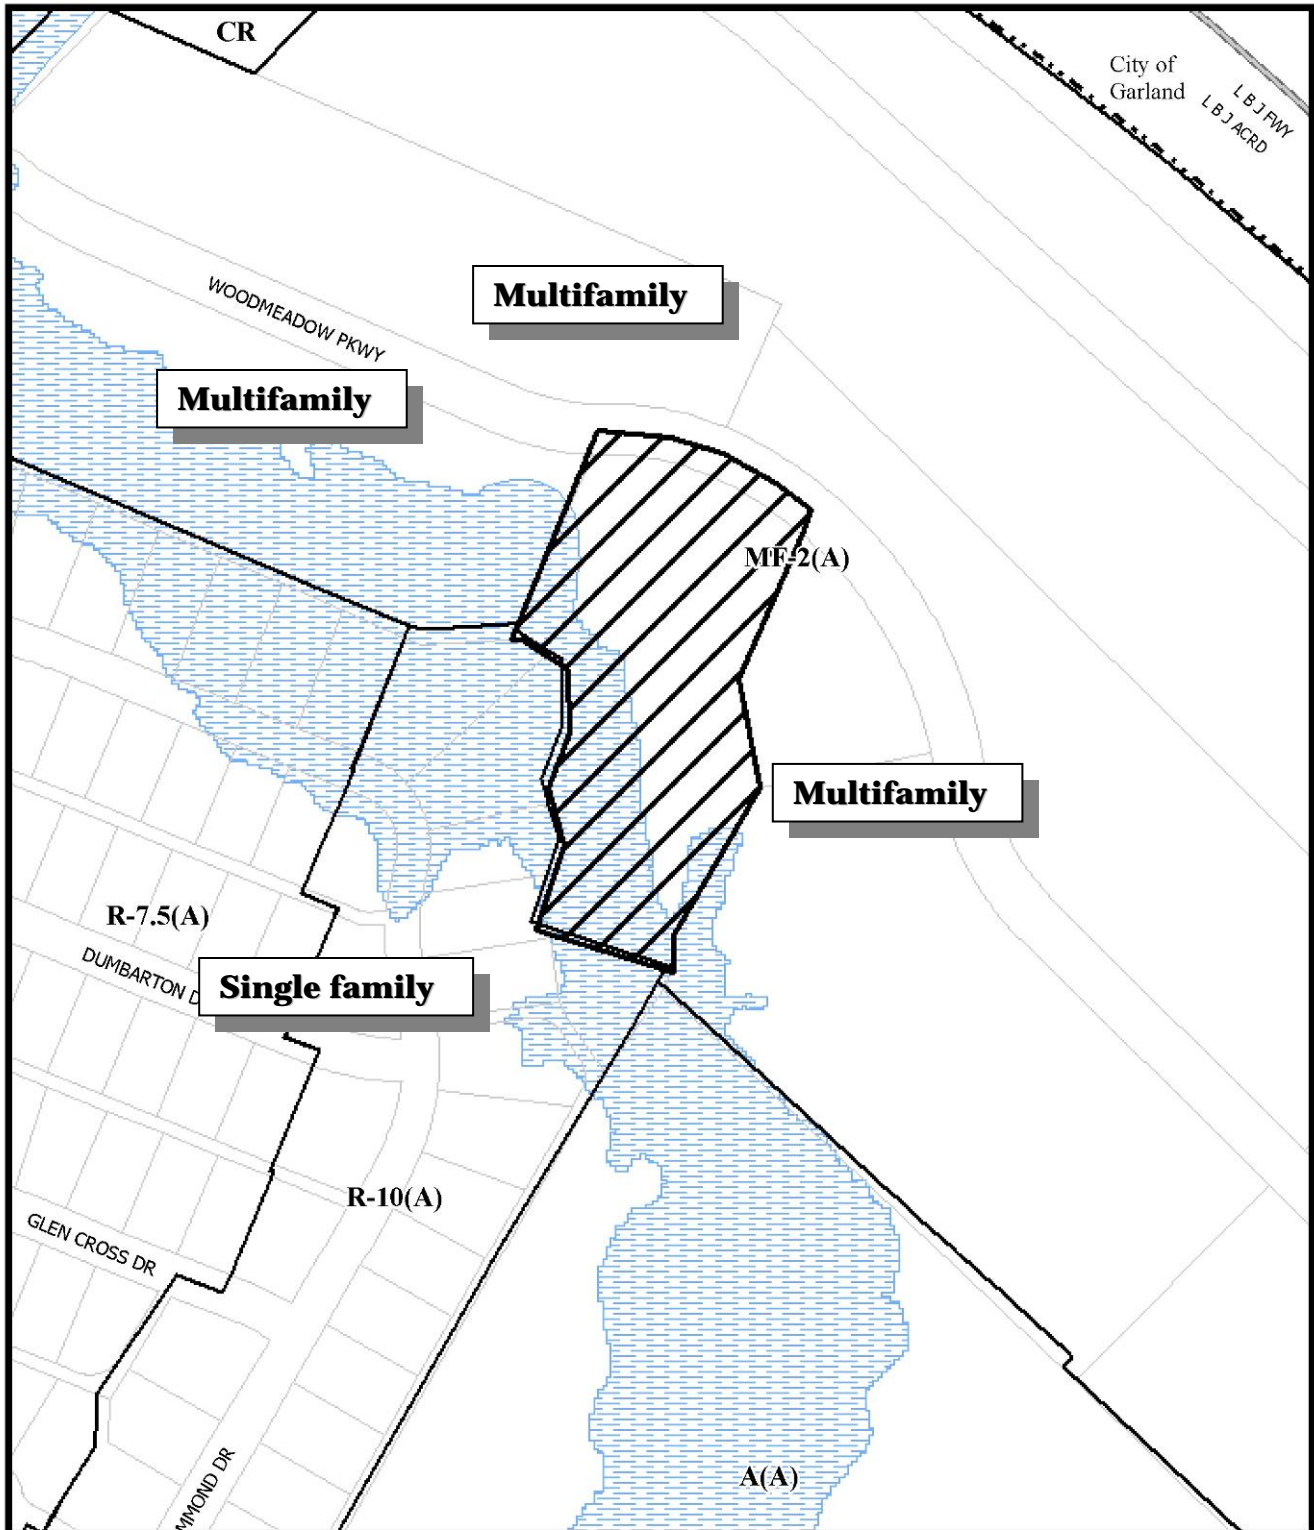 CR
City of
Garland
L B J FWY
L B J ACRD
WOODMEADOW PKWY
Multifamily
Multifamily
MF-2(A)
Multifamily
R-7.5(A)
DUMBARTON D
Single family
R-10(A)
GLEN CROSS DR
MMOND DR
A(A)